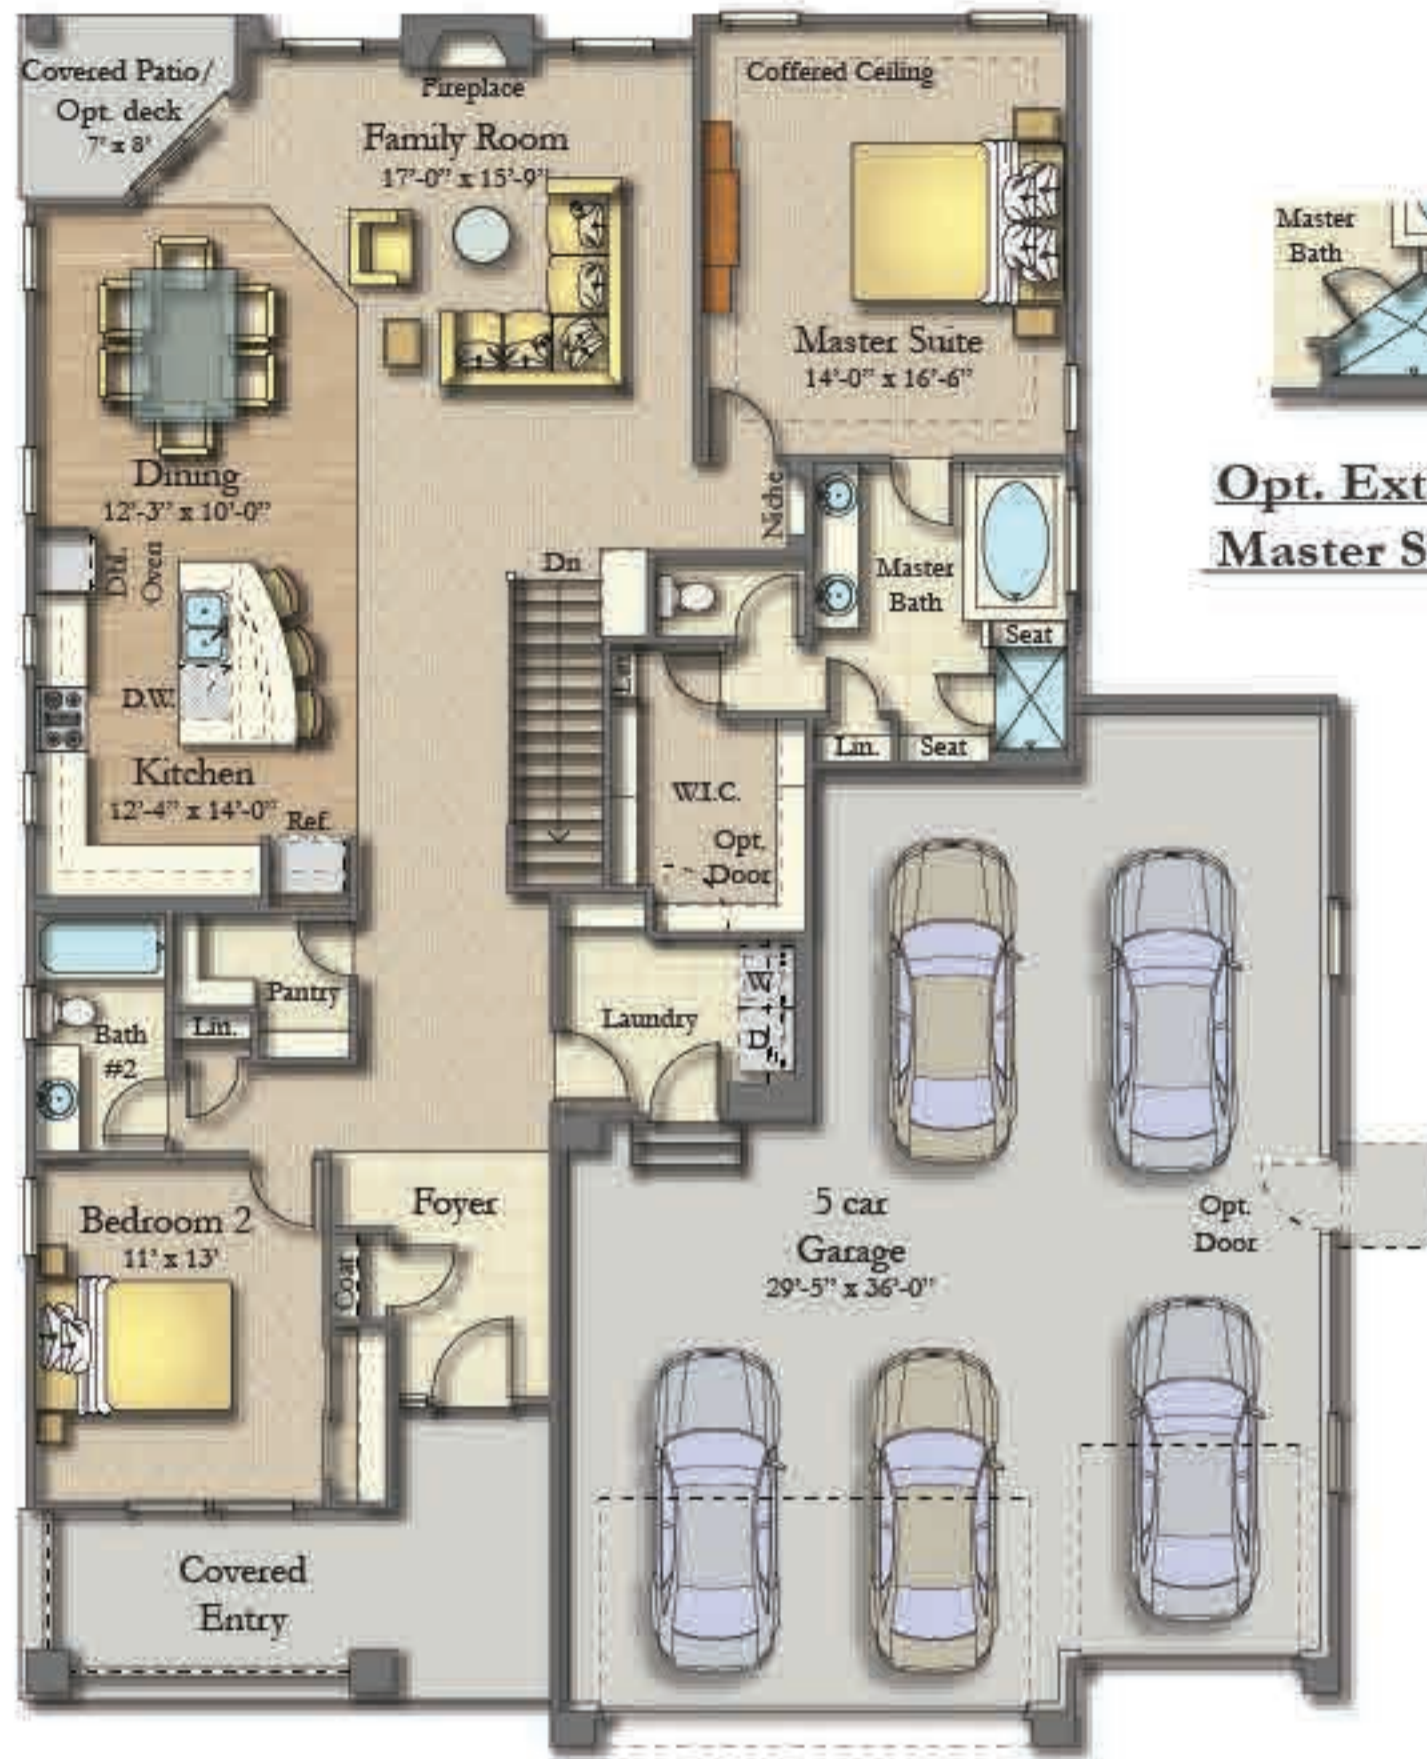 Covered Patio/
Opt. deck
7' x 8'
Fireplace
Family Room
17'-0" x 15'-9"
Coffered Ceiling
Master Suite
14'-0" x 16'-6"
Master
Bath
Opt. Ext
Master S
Dining
12'-3" x 10'-0"
Dbl.
Oven
Niche
Dn
Master
Bath
Seat
Lin.
D.W.
Kitchen
12'-4" x 14'-0"
Ref.
Lin.
Seat
W.I.C.
Opt.
Door
Pantry
Lin.
Bath
#2
Laundry
W
D
Foyer
Coat
Bedroom 2
11' x 13'
5 car
Garage
29'-5" x 36'-0"
Opt.
Door
Covered
Entry